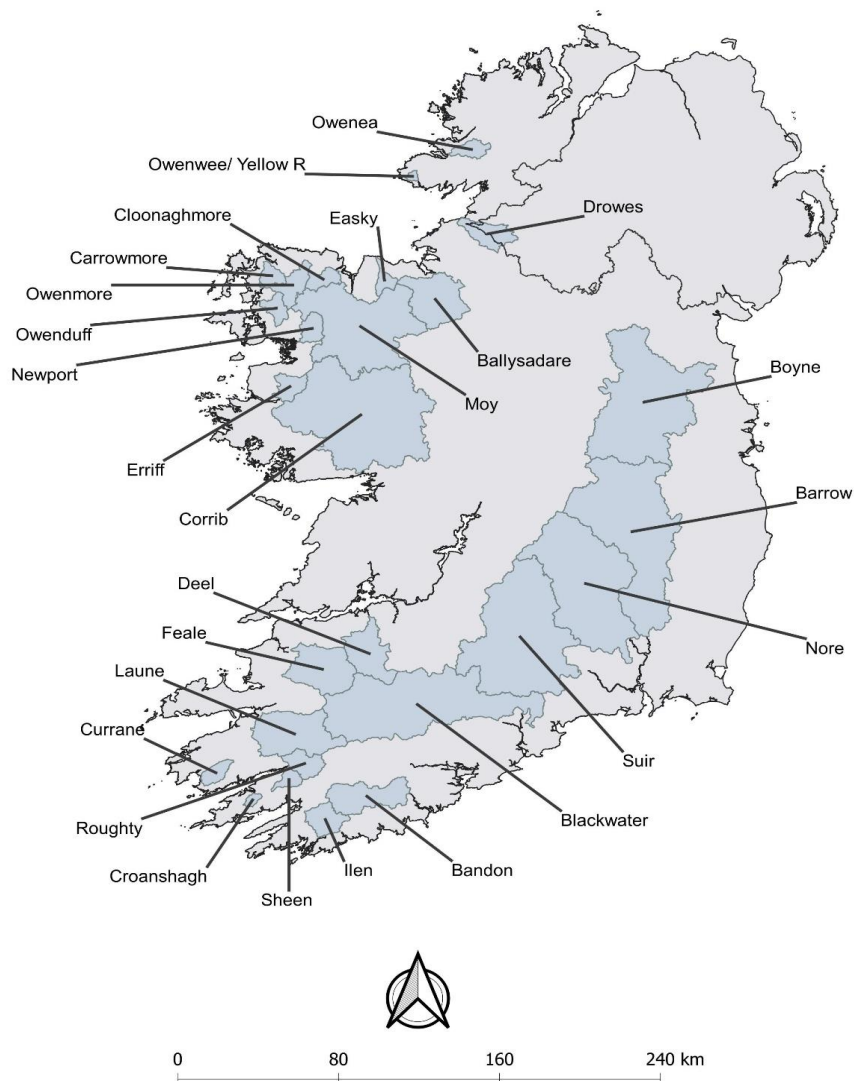 Owenea
Owenwee/ Yellow R
Drowes
Cloonaghmore
Easky
Carrowmore
Owenmore
Owenduff
Newport
Ballysadare
Moy
Boyne
Erriff
Corrib
Barrow
Deel
Feale
Nore
Laune
Currane
Suir
Roughty
Blackwater
Croanshagh
Ilen
Bandon
Sheen
0 80 160 240 km